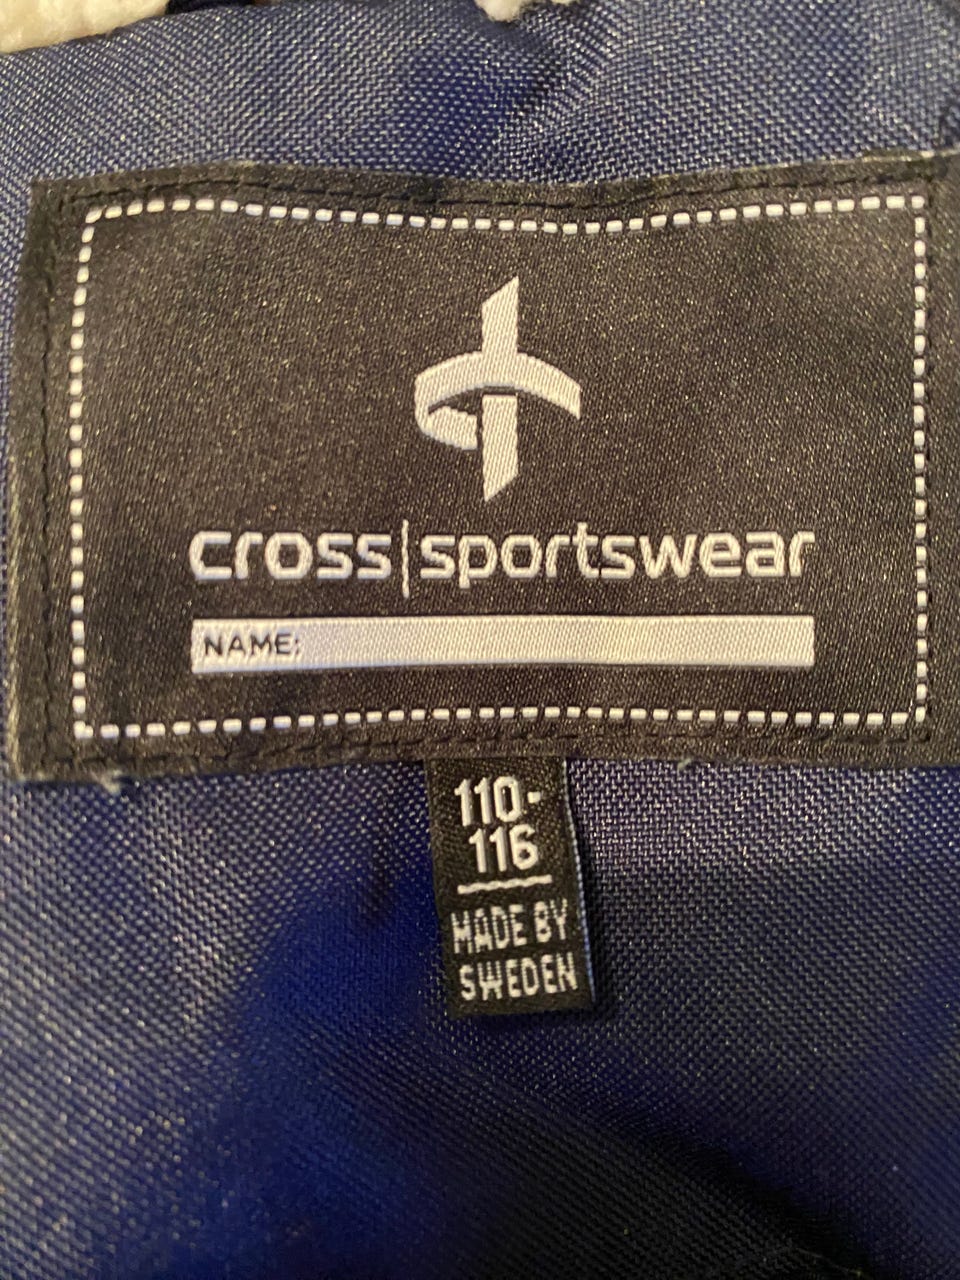 cross|sportswear
NAME:
110-
116
MADE BY
SWEDEN